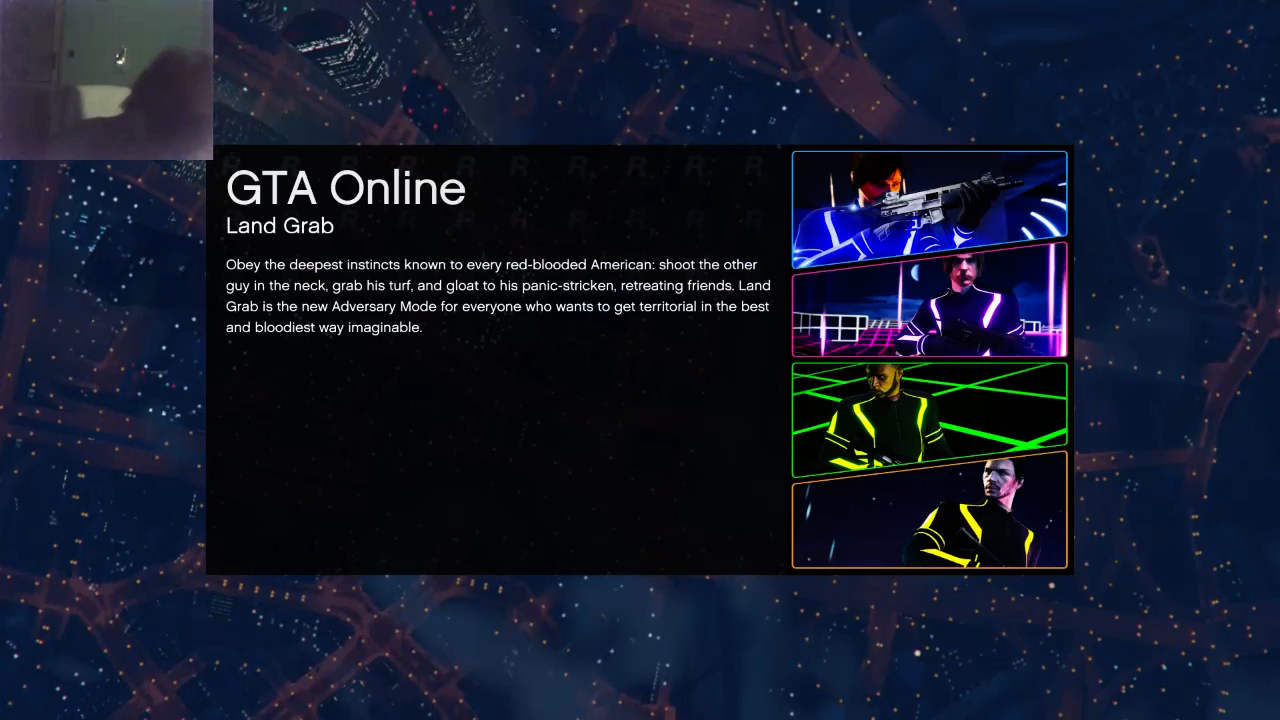 GTA Online
Land Grab
Obey the deepest instincts known to every red-blooded American: shoot the other
guy in the neck, grab his turf, and gloat to his panic-stricken, retreating friends. Land
Grab is the new Adversary Mode for everyone who wants to get territorial in the best
and bloodiest way imaginable.